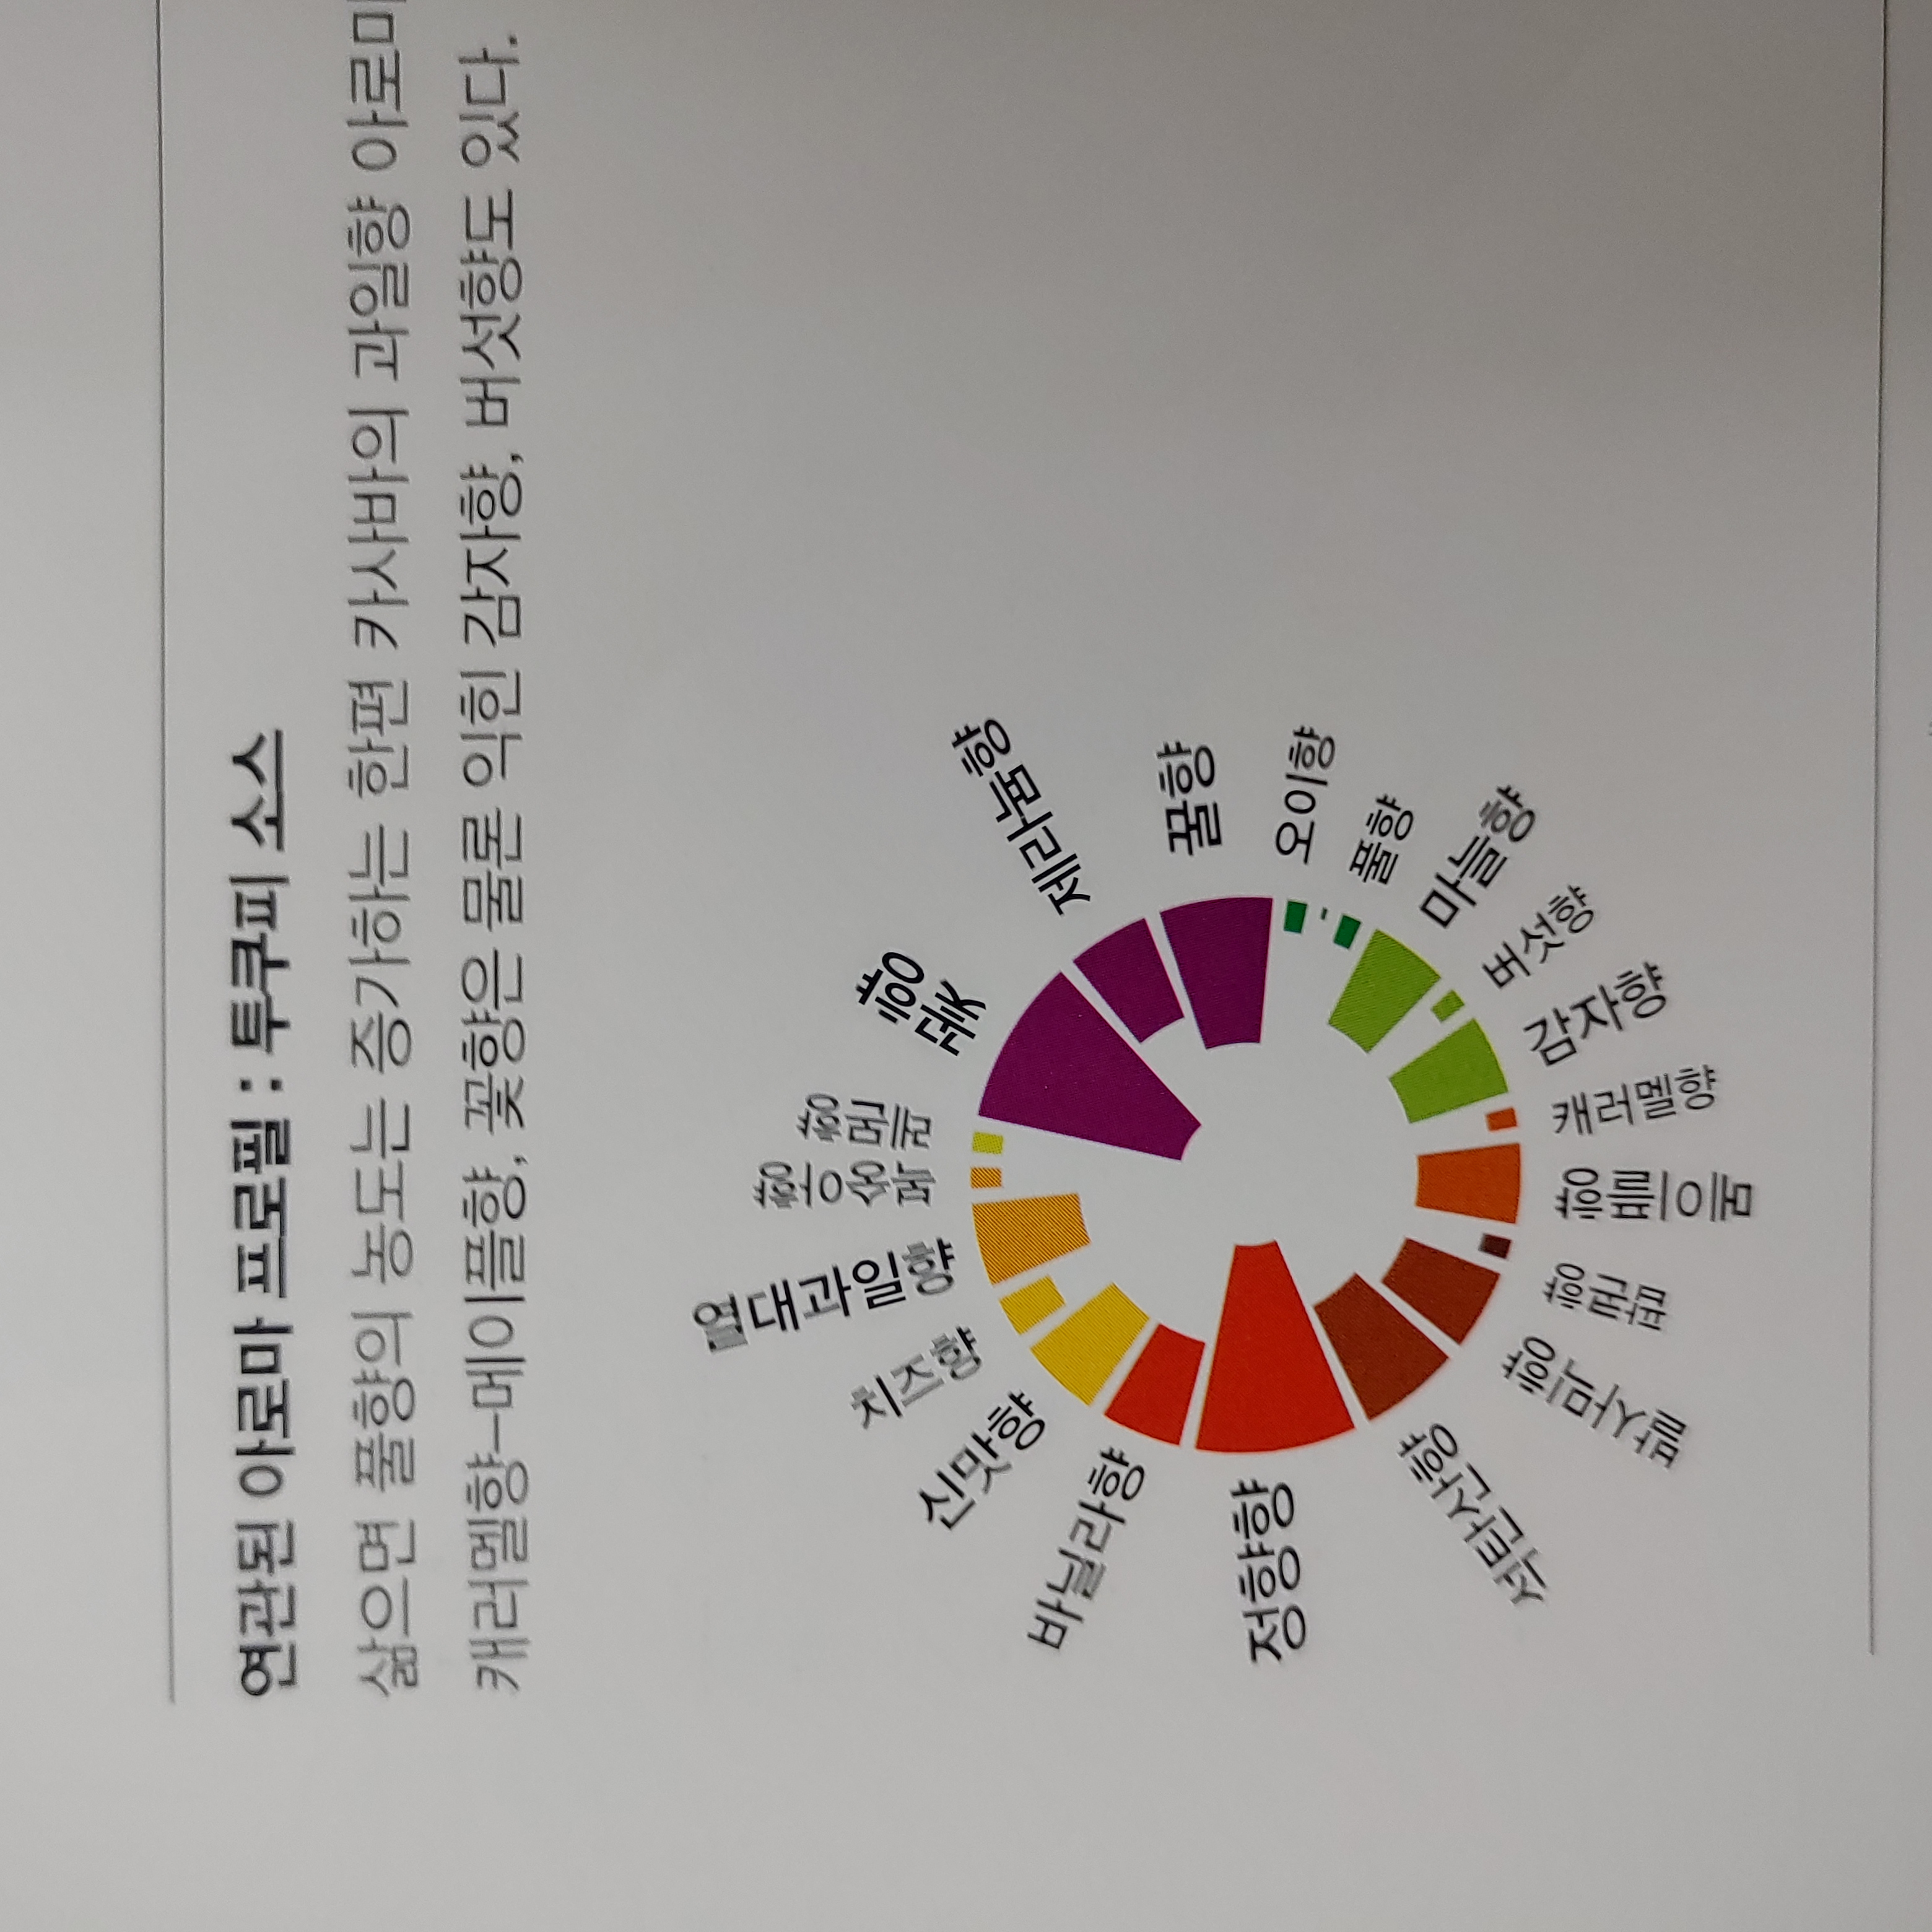 연관된 아로마 프로필 : 투쿠피 소스
삶으면 풀향의 농도는 증가하는 한편 카사바의 과일향 아로마
캐러멜향–메이플향, 꽃향은 물론 익힌 감자향, 버섯향도 있다.
꽃향
제라늄향
꿀향
오이향
풀향
마늘향
버섯향
감자향
캐러멜향
메이플향
팝콘향
발사믹향
석탄산향
정향향
바닐라향
신맛향
치즈향
열대과일향
복숭아향
레몬향